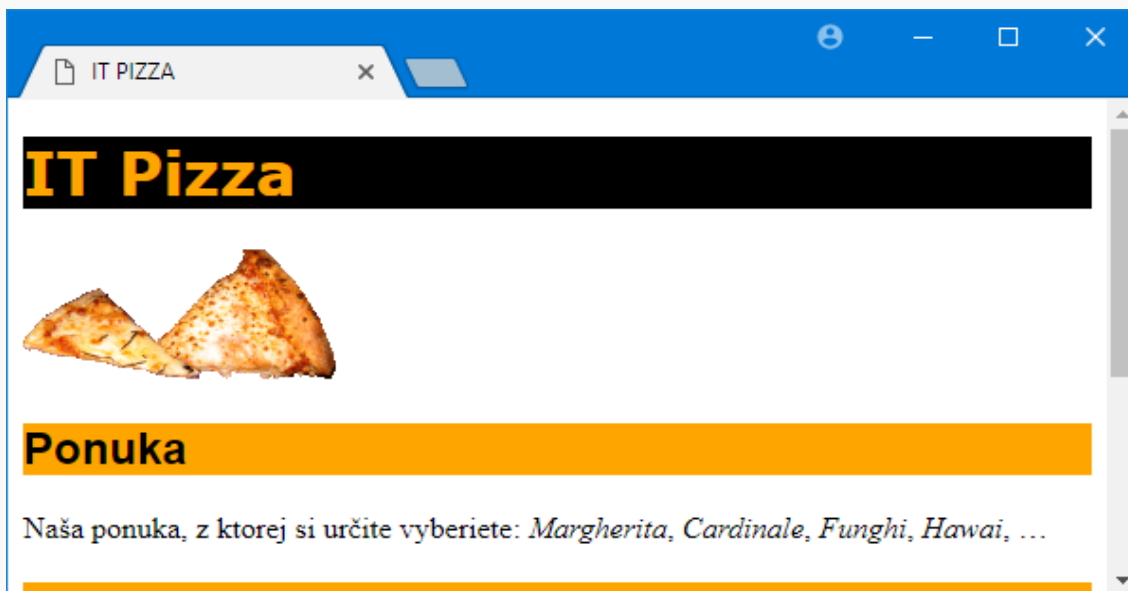 IT PIZZA
IT Pizza
Ponuka
Naša ponuka, z ktorej si určite vyberiete: Margherita, Cardinale, Funghi, Hawai, …